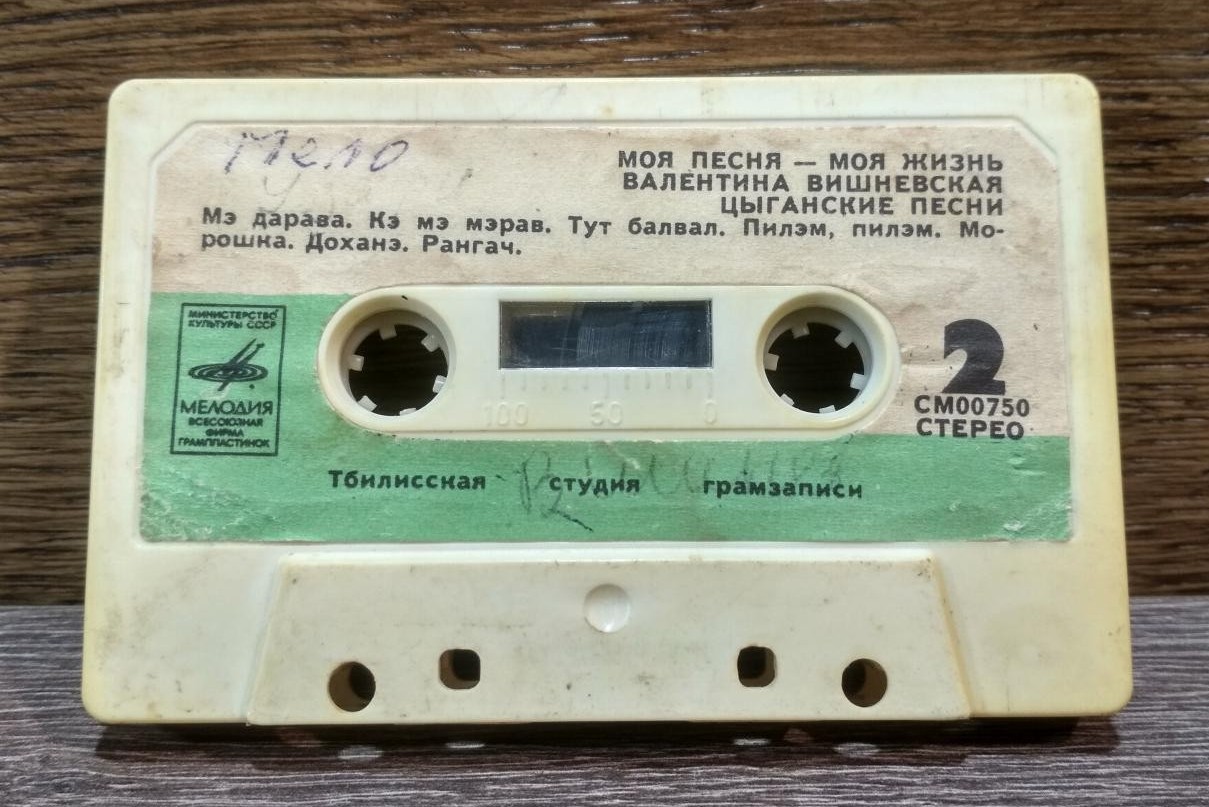 МОЯ ПЕСНЯ — МОЯ ЖИЗНЬ
ВАЛЕНТИНА ВИШНЕВСКАЯ
ЦЫГАНСКИЕ ПЕСНИ
Мэ дарава. Кэ мэ мэрав. Тут балвал. Пилэм, пилэм. Мо-
рошка. Доханэ. Рангач.
МИНИСТЕРСТВО
КУЛЬТУРЫ СССР
МЕЛОДИЯ
ВСЕСОЮЗНАЯ
ФИРМА
ГРАМПЛАСТИНОК
100 50 0
2
СМ00750
СТЕРЕО
Тбилисская студия грамзаписи